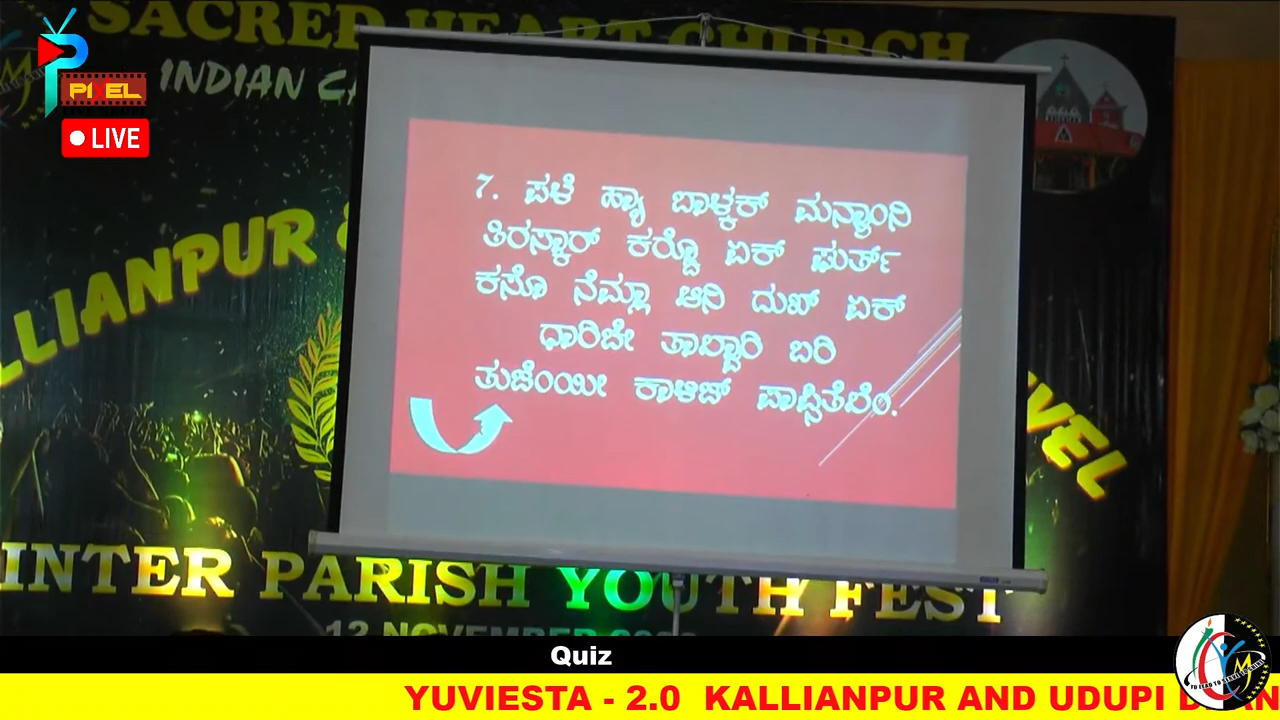 SACRED HEART CHURCH
INDIAN
PIXEL
LIVE
7. ಪಳೆ ಹ್ಯಾ ಬಾಳ್ಕಕ್ ಮನ್ಶ್ಯಾಂನಿ
ತಿರಸ್ಕಾರ್ ಕರ್ಚೊ ಏಕ್ ಘುರ್ತ್
ಕಸೊ ನೆಮ್ಲಾ ಆನಿ ದುಖ್ ಏಕ್
ಧಾರಿಚೇ ತಾಲ್ವಾರಿ ಬರಿ
ತುಜೆಂಯೀ ಕಾಳಿಜ್ ಪಾಪ್ಸಿತೆಲೆಂ.
KALLIANPUR &
INTER PARISH YOUTH FEST
Quiz
YUVIESTA - 2.0 KALLIANPUR AND UDUPI